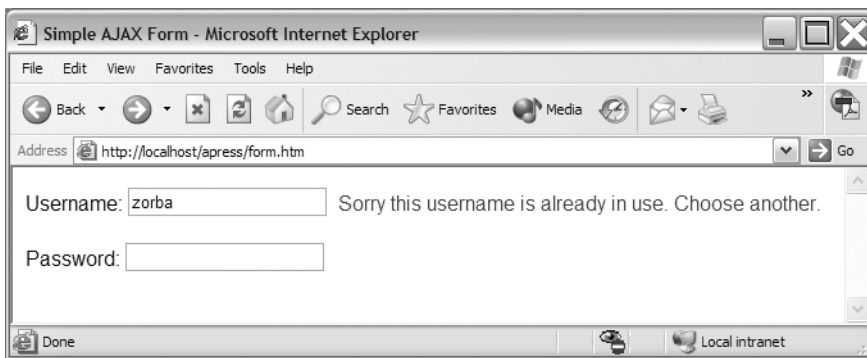 Simple AJAX Form - Microsoft Internet Explorer
File Edit View Favorites Tools Help
Back Search Favorites Media »
Address http://localhost/apress/form.htm Go
Username: zorba Sorry this username is already in use. Choose another.
Password:
Done Local intranet